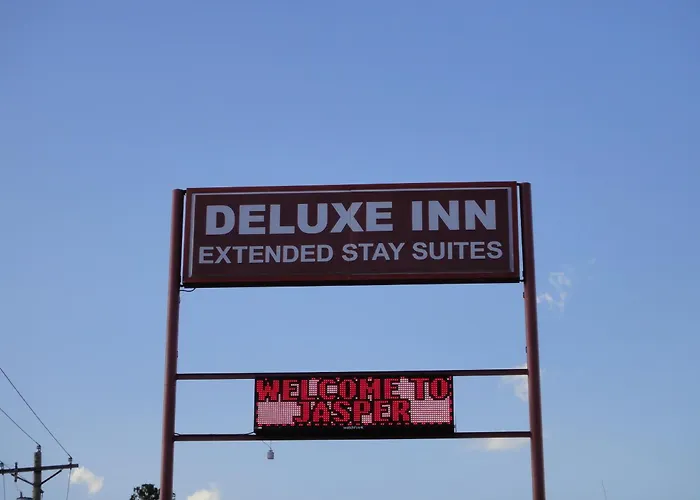 DELUXE INN
EXTENDED STAY SUITES
WELCOME TO
JASPER